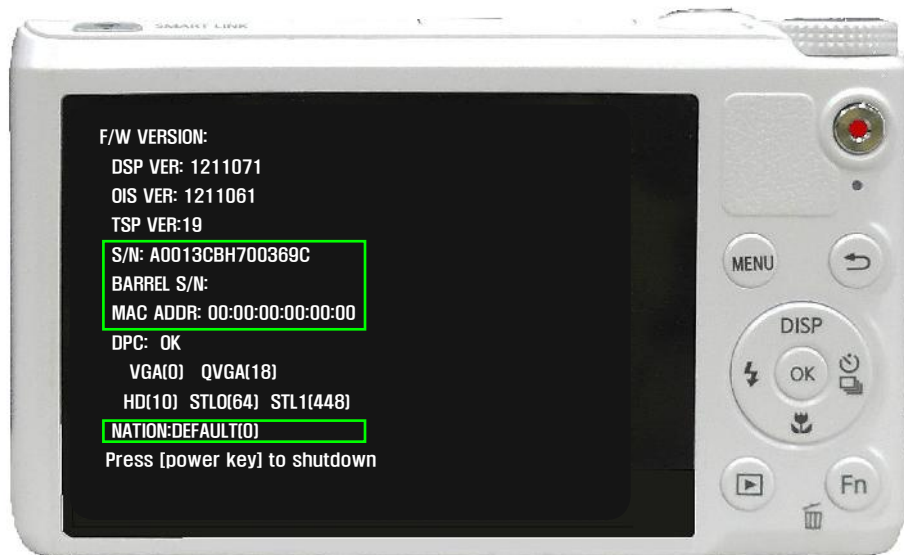 SMART LINK
F/W VERSION:
DSP VER: 1211071
OIS VER: 1211061
TSP VER:19
S/N: A0013CBH700369C
BARREL S/N:
MAC ADDR: 00:00:00:00:00:00
DPC: OK
VGA(0) QVGA(18)
HD(10) STL0(64) STL1(448)
NATION:DEFAULT(0)
Press [power key] to shutdown
MENU
DISP
OK
Fn